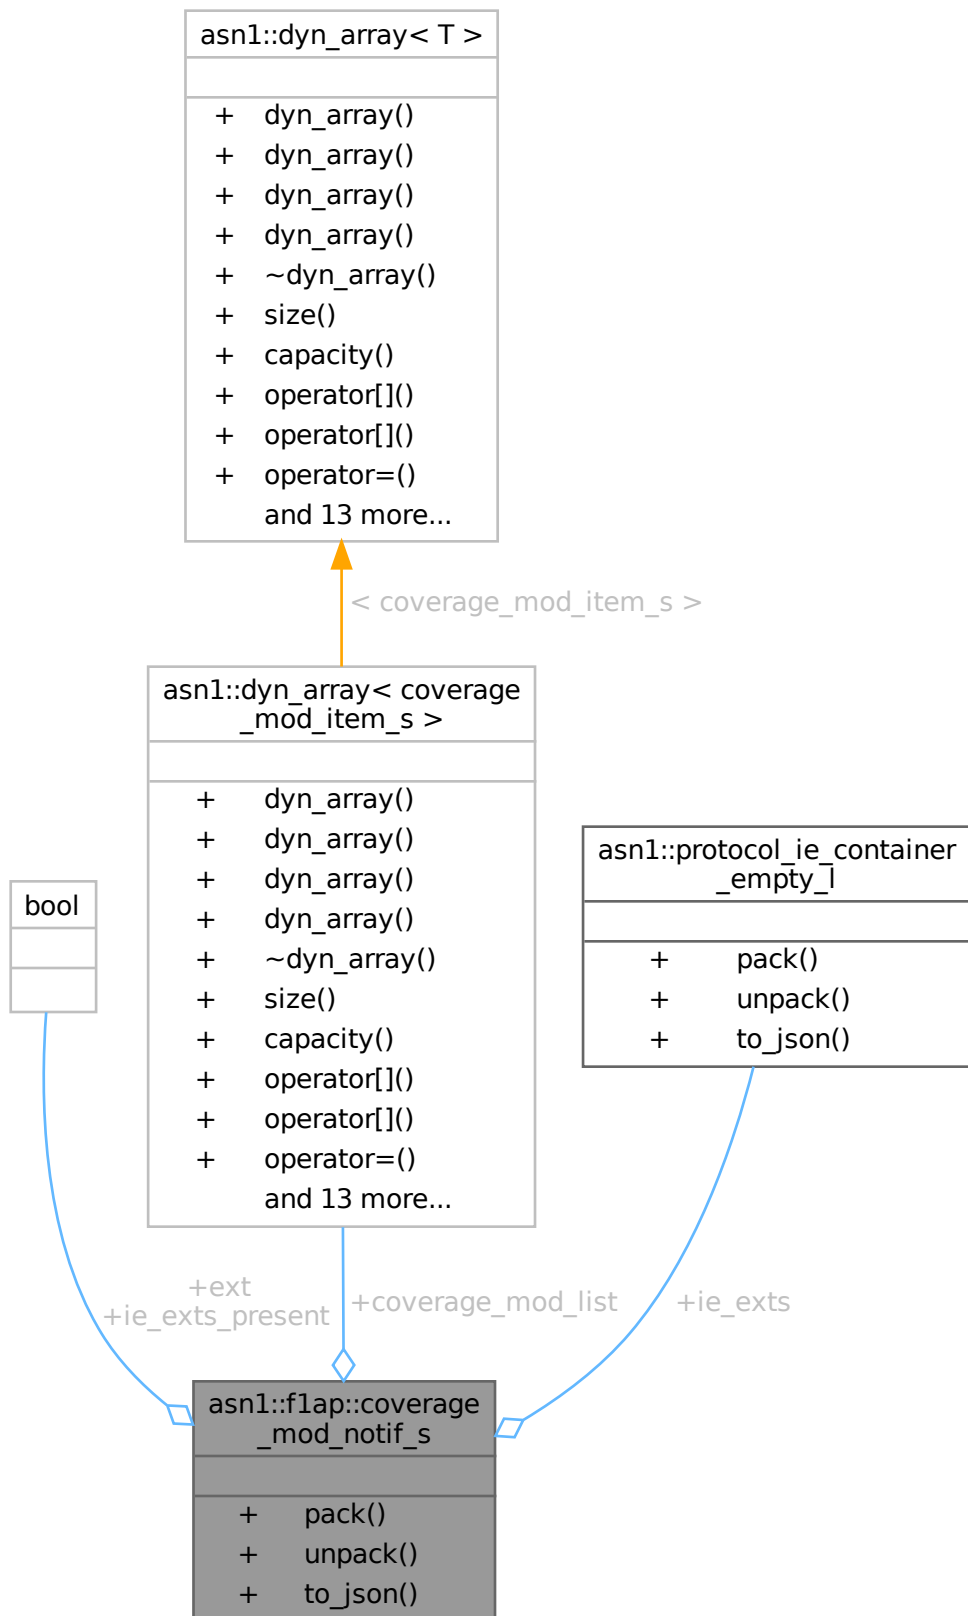 asn1::dyn_array< T >
+ dyn_array()
+ dyn_array()
+ dyn_array()
+ dyn_array()
+ ~dyn_array()
+ size()
+ capacity()
+ operator[]()
+ operator[]()
+ operator=()
and 13 more...
< coverage_mod_item_s >
asn1::dyn_array< coverage
_mod_item_s >
+ dyn_array()
+ dyn_array()
+ dyn_array()
+ dyn_array()
+ ~dyn_array()
+ size()
+ capacity()
+ operator[]()
+ operator[]()
+ operator=()
and 13 more...
asn1::protocol_ie_container
_empty_l
+ pack()
+ unpack()
+ to_json()
bool
+ext
+ie_exts_present
+coverage_mod_list
+ie_exts
asn1::f1ap::coverage
_mod_notif_s
+ pack()
+ unpack()
+ to_json()